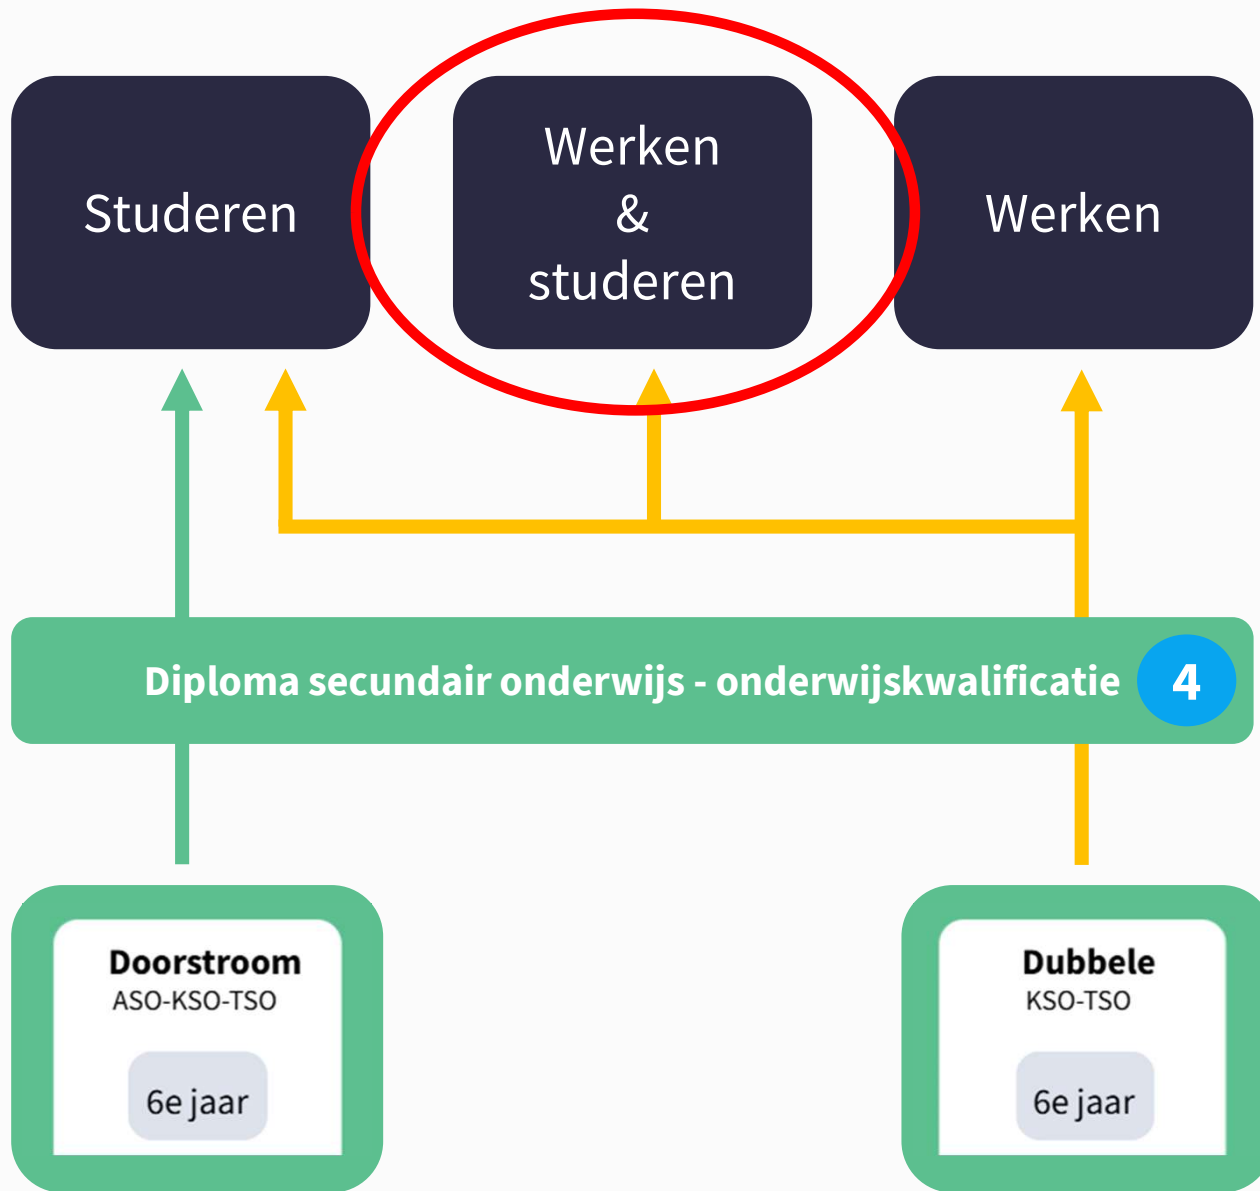 Studeren
Werken
&
studeren
Werken
Diploma secundair onderwijs - onderwijskwalificatie
4
Doorstroom
ASO-KSO-TSO
6e jaar
Dubbele
KSO-TSO
6e jaar